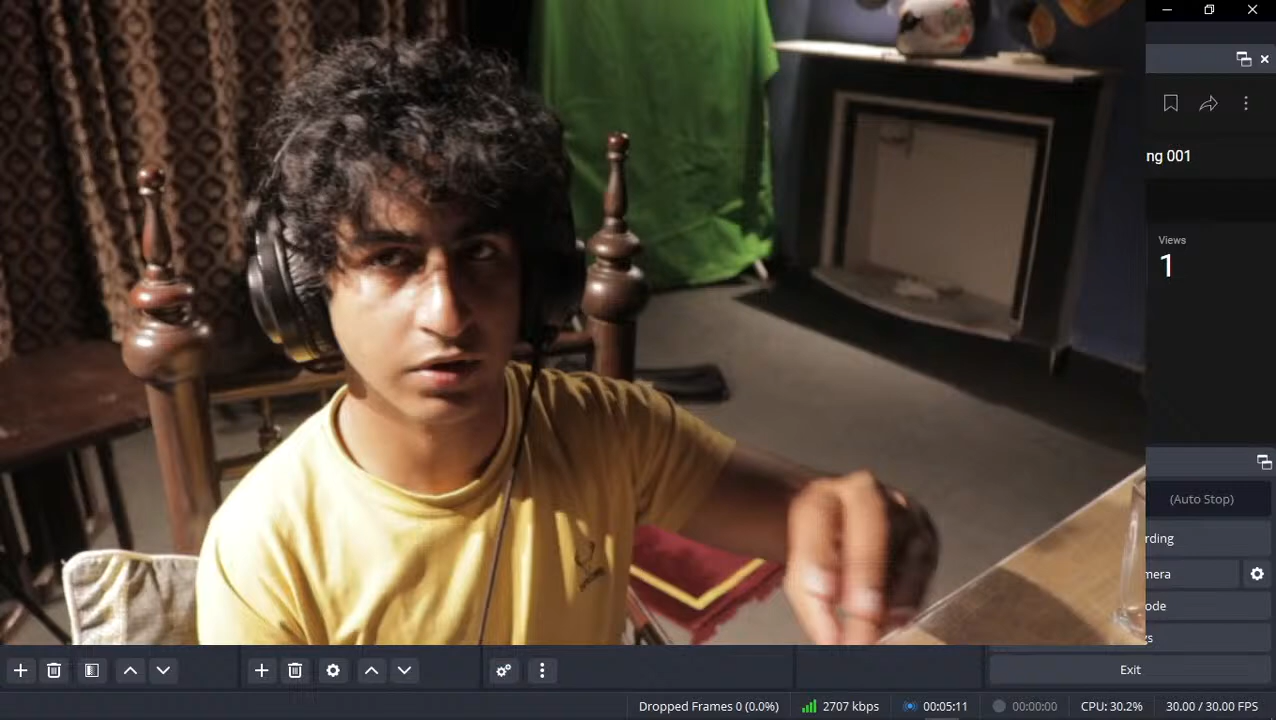 ng 001
Views
1
(Auto Stop)
rding
mera
ode
s
Exit
Dropped Frames 0 (0.0%)
2707 kbps
00:05:11
00:00:00
CPU: 30.2%
30.00 / 30.00 FPS